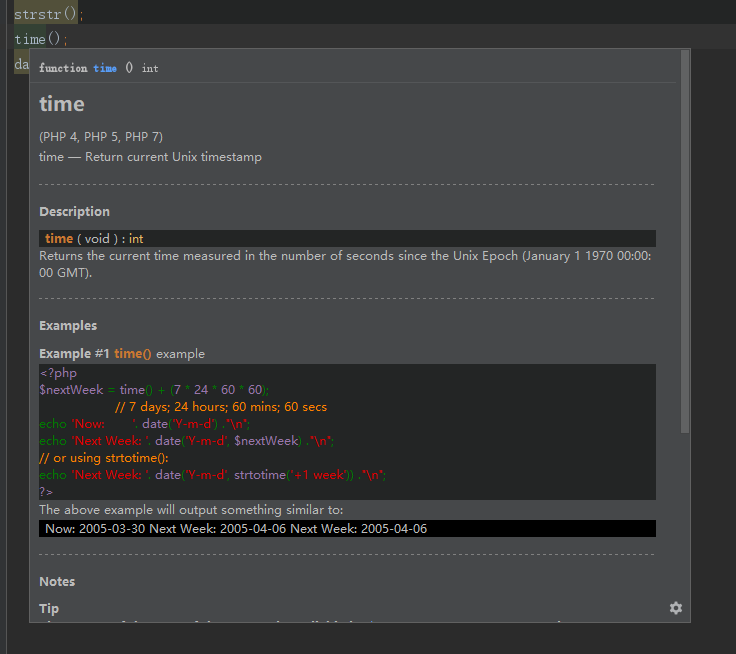 strstr();
time();
da
function time () int
time
(PHP 4, PHP 5, PHP 7)
time — Return current Unix timestamp
Description
time ( void ) : int
Returns the current time measured in the number of seconds since the Unix Epoch (January 1 1970 00:00:
00 GMT).
Examples
Example #1 time() example
<?php
$nextWeek = time() + (7 * 24 * 60 * 60);
// 7 days; 24 hours; 60 mins; 60 secs
echo 'Now:       '. date('Y-m-d') ."\n";
echo 'Next Week: '. date('Y-m-d', $nextWeek) ."\n";
// or using strtotime():
echo 'Next Week: '. date('Y-m-d', strtotime('+1 week')) ."\n";
?>
The above example will output something similar to:
Now: 2005-03-30 Next Week: 2005-04-06 Next Week: 2005-04-06
Notes
Tip